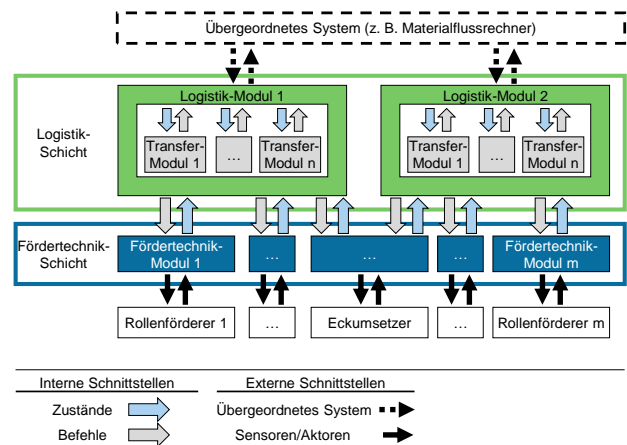 Übergeordnetes System (z. B. Materialflussrechner)
Logistik-Modul 1
Logistik-Modul 2
Logistik-
Schicht
Transfer-
Modul 1
...
Transfer-
Modul n
Transfer-
Modul 1
...
Transfer-
Modul n
Fördertechnik-
Schicht
Fördertechnik-
Modul 1
...
...
...
Fördertechnik-
Modul m
Rollenförderer 1
...
Eckumsetzer
...
Rollenförderer m
Interne Schnittstellen
Externe Schnittstellen
Zustände
Übergeordnetes System
Befehle
Sensoren/Aktoren